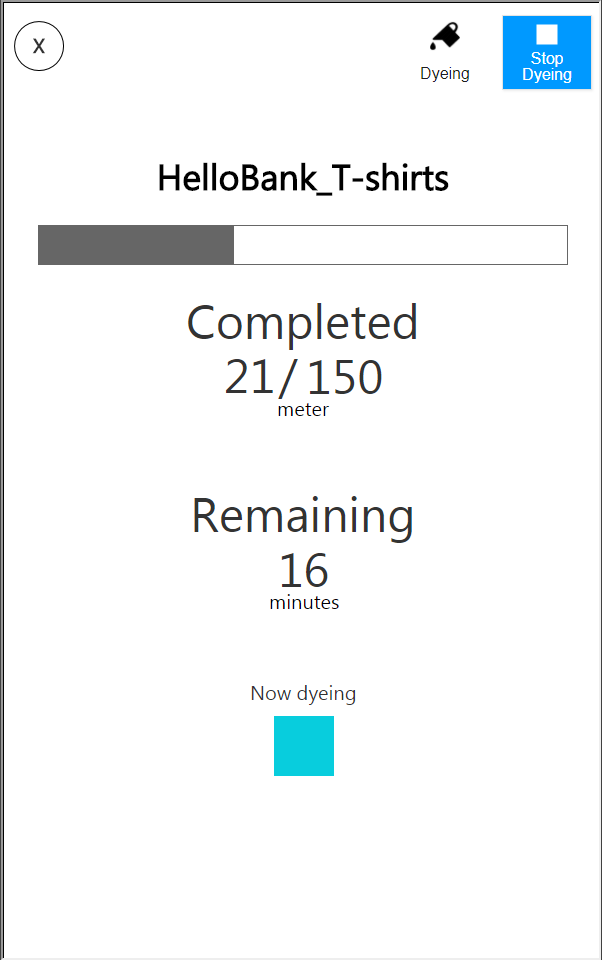 X
Dyeing
Stop
Dyeing
HelloBank_T-shirts
Completed
21/ 150
meter
Remaining
16
minutes
Now dyeing